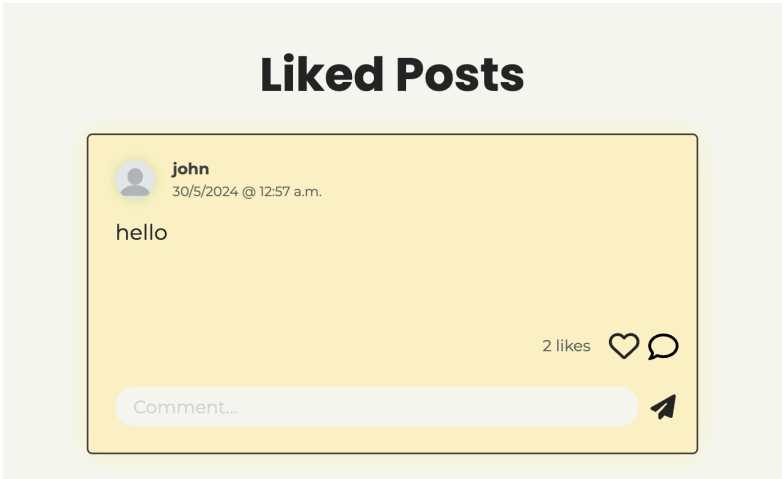 Liked Posts
john
30/5/2024 @ 12:57 a.m.
hello
2 likes
Comment...